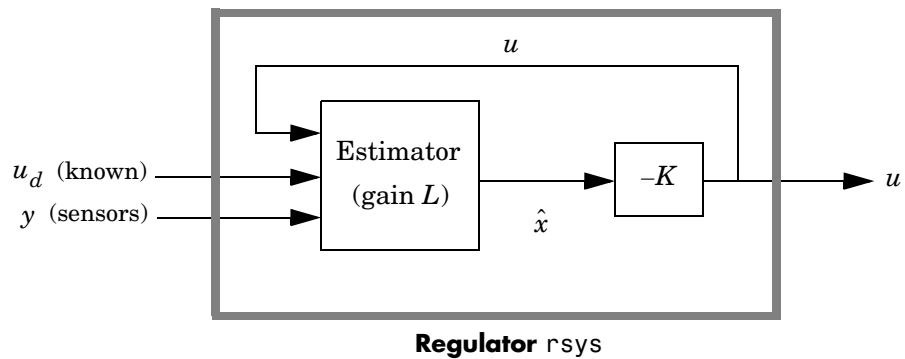 u
Estimator
(gain L)
u_d (known)
y (sensors)
–K
u
x̂
Regulator rsys